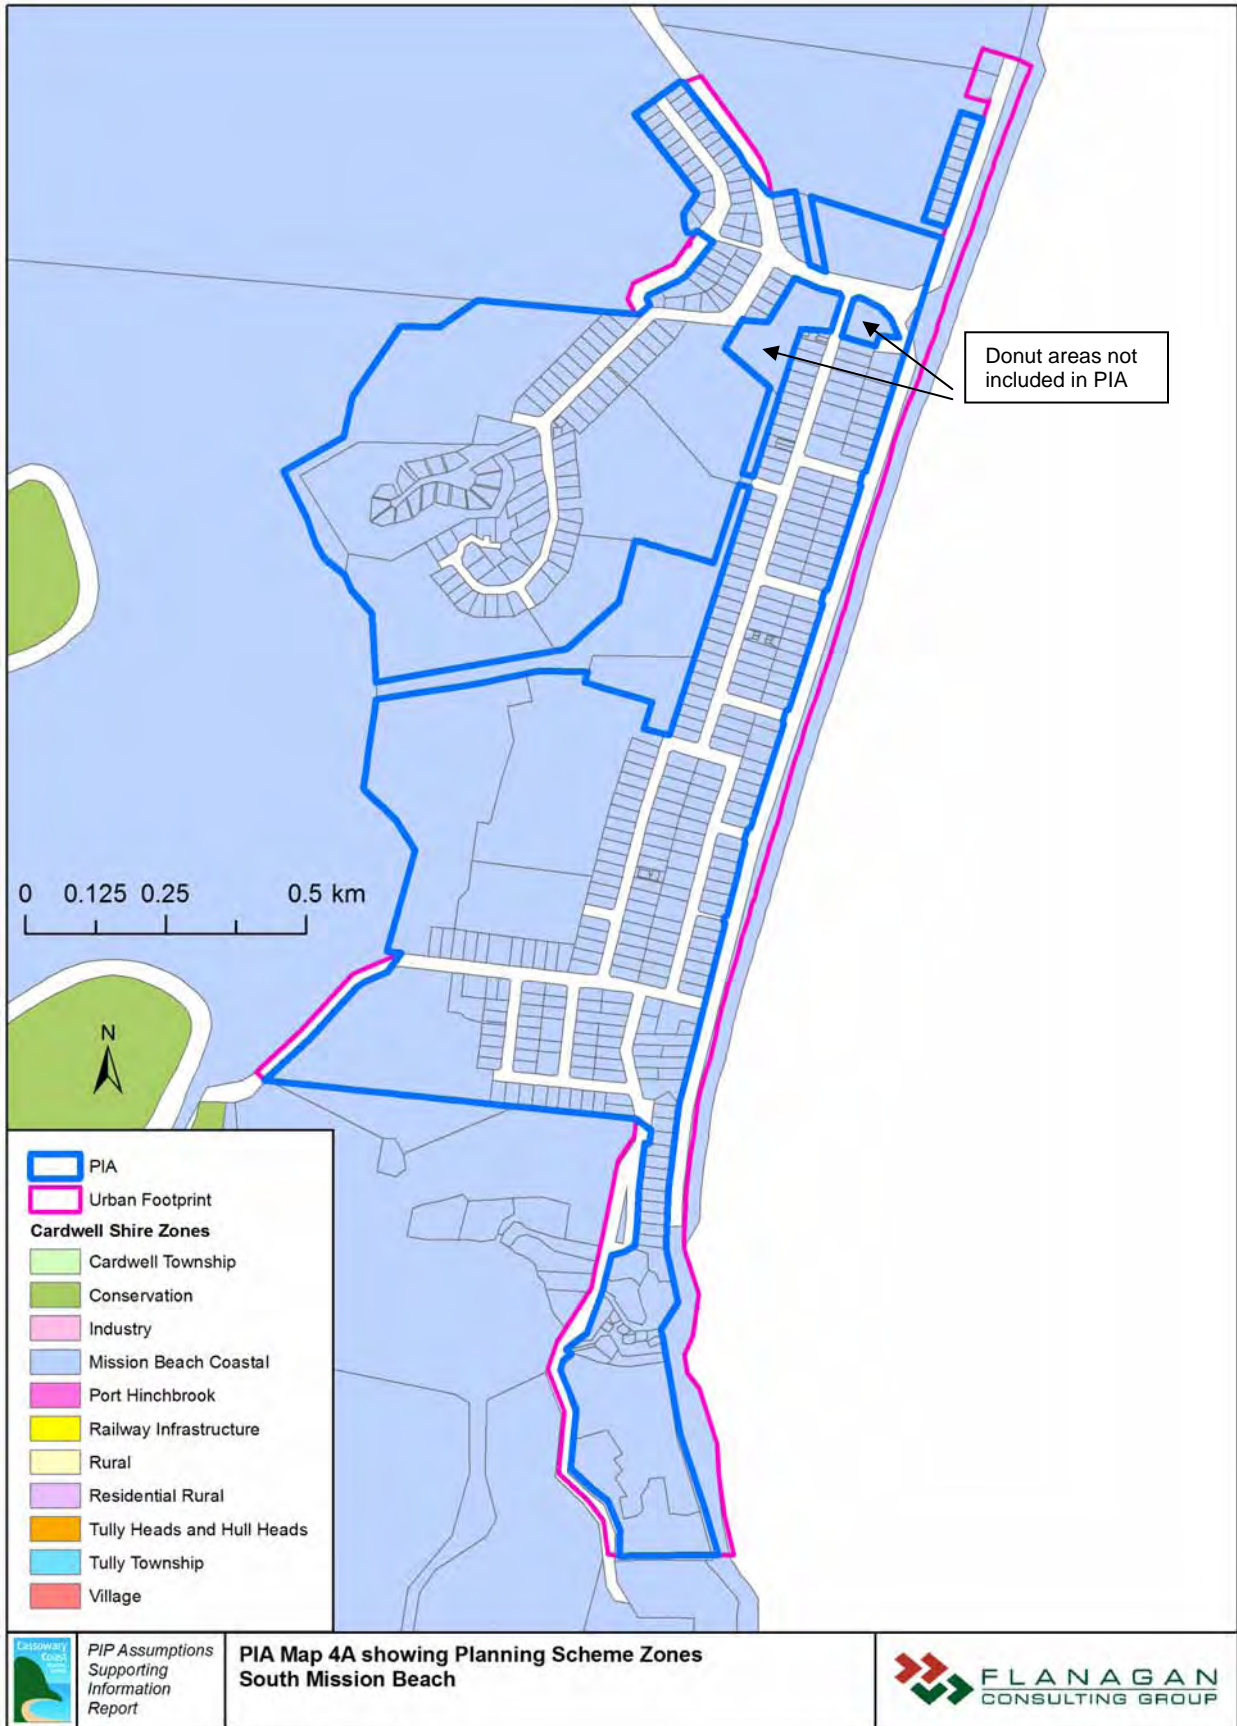 Donut areas not
included in PIA
0 0.125 0.25 0.5 km
N
PIA
Urban Footprint
Cardwell Shire Zones
Cardwell Township
Conservation
Industry
Mission Beach Coastal
Port Hinchbrook
Railway Infrastructure
Rural
Residential Rural
Tully Heads and Hull Heads
Tully Township
Village
Cassowary
Coast
PIP Assumptions
Supporting
Information
Report
PIA Map 4A showing Planning Scheme Zones
South Mission Beach
FLANAGAN
CONSULTING GROUP